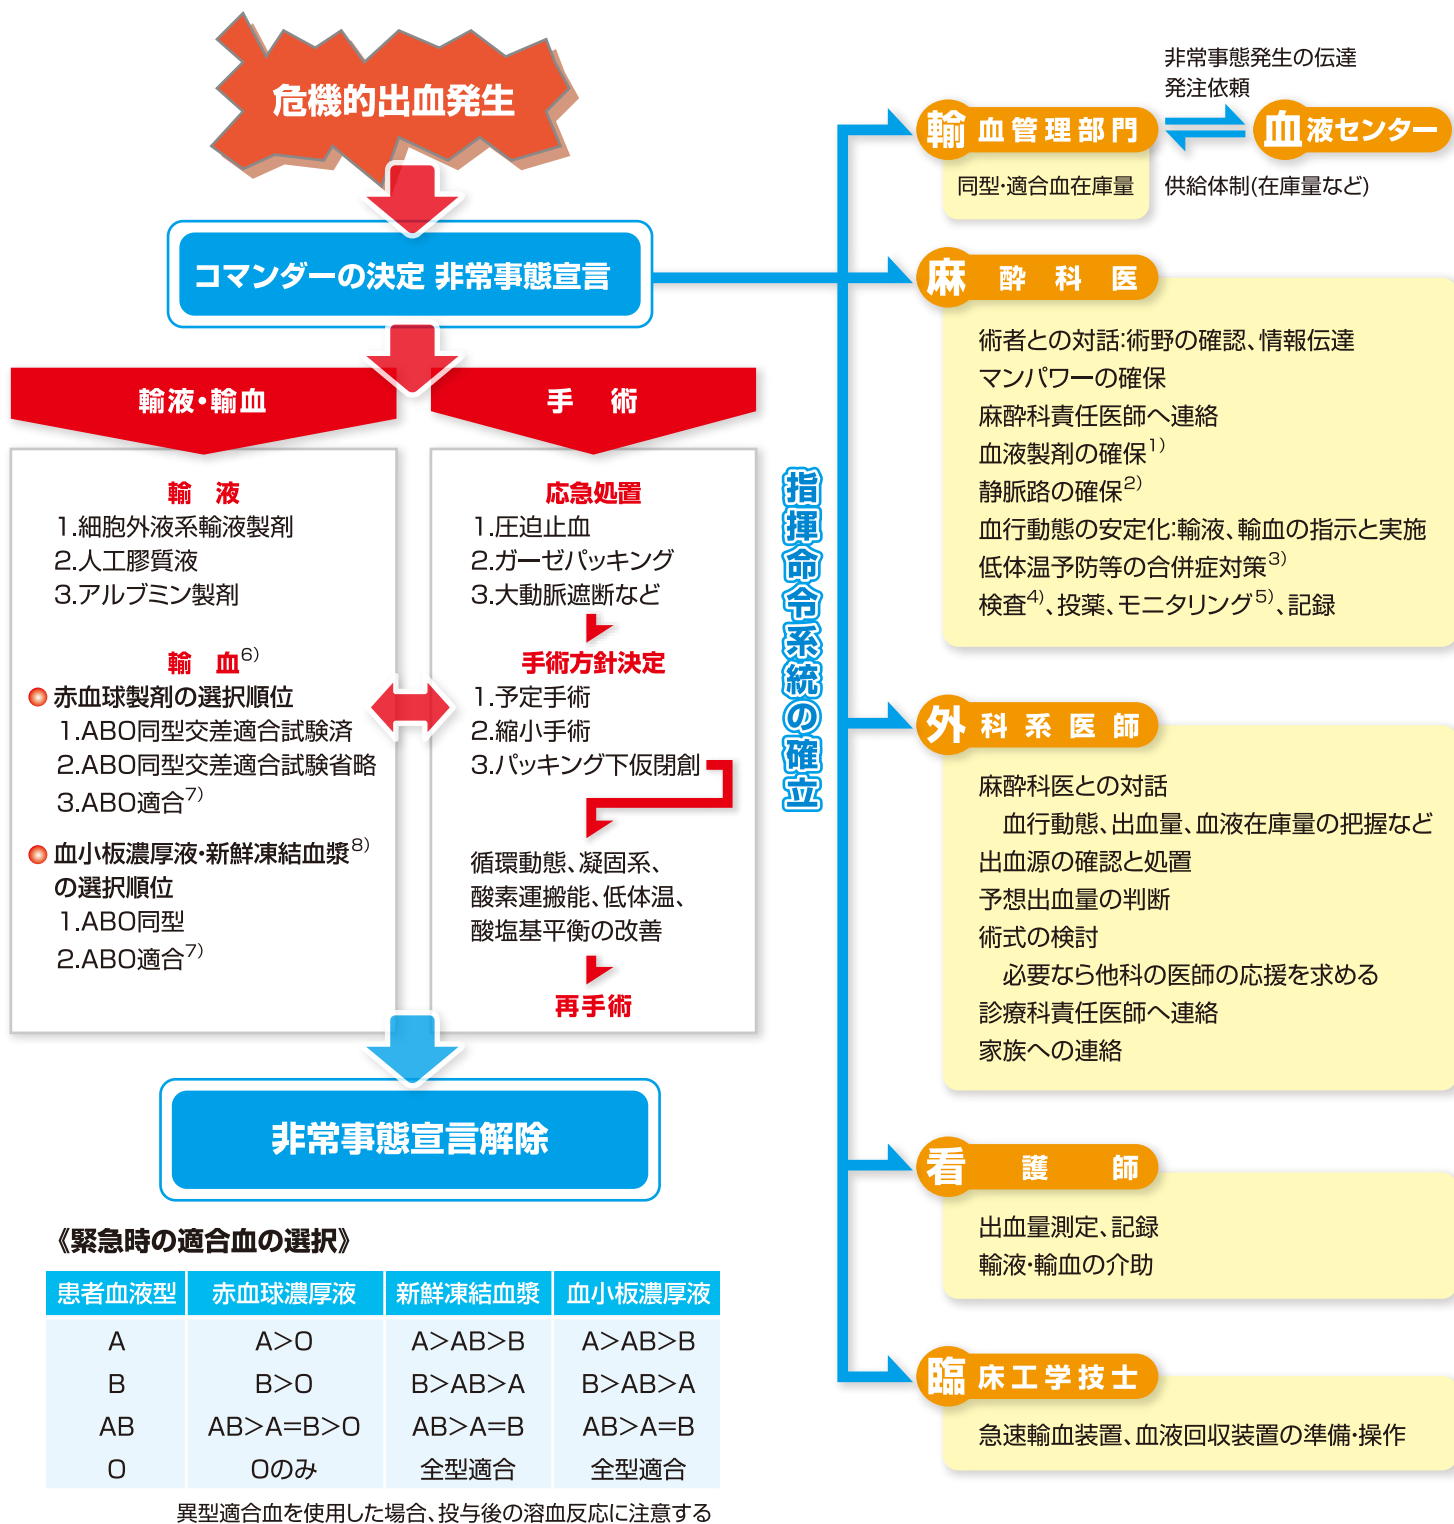 危機的出血発生
コマンダーの決定 非常事態宣言
輸液・輸血
輸 液
1.細胞外液系輸液製剤
2.人工膠質液
3.アルブミン製剤
輸 血6)
赤血球製剤の選択順位
1.ABO同型交差適合試験済
2.ABO同型交差適合試験省略
3.ABO適合7)
血小板濃厚液・新鮮凍結血漿8)
の選択順位
1.ABO同型
2.ABO適合7)
手 術
応急処置
1.圧迫止血
2.ガーゼパッキング
3.大動脈遮断など
手術方針決定
1.予定手術
2.縮小手術
3.パッキング下仮閉創
循環動態、凝固系、
酸素運搬能、低体温、
酸塩基平衡の改善
再手術
非常事態宣言解除
指揮命令系統の確立
輸血管理部門
同型・適合血在庫量
非常事態発生の伝達
発注依頼
血液センター
供給体制(在庫量など)
麻酔科医
術者との対話:術野の確認、情報伝達
マンパワーの確保
麻酔科責任医師へ連絡
血液製剤の確保1)
静脈路の確保2)
血行動態の安定化:輸液、輸血の指示と実施
低体温予防等の合併症対策3)
検査4)、投薬、モニタリング5)、記録
外科系医師
麻酔科医との対話
血行動態、出血量、血液在庫量の把握など
出血源の確認と処置
予想出血量の判断
術式の検討
必要なら他科の医師の応援を求める
診療科責任医師へ連絡
家族への連絡
看護師
出血量測定、記録
輸液・輸血の介助
臨床工学技士
急速輸血装置、血液回収装置の準備・操作
《緊急時の適合血の選択》
患者血液型 赤血球濃厚液 新鮮凍結血漿 血小板濃厚液
A A>O A>AB>B A>AB>B
B B>O B>AB>A B>AB>A
AB AB>A=B>O AB>A=B AB>A=B
O Oのみ 全型適合 全型適合
異型適合血を使用した場合、投与後の溶血反応に注意する